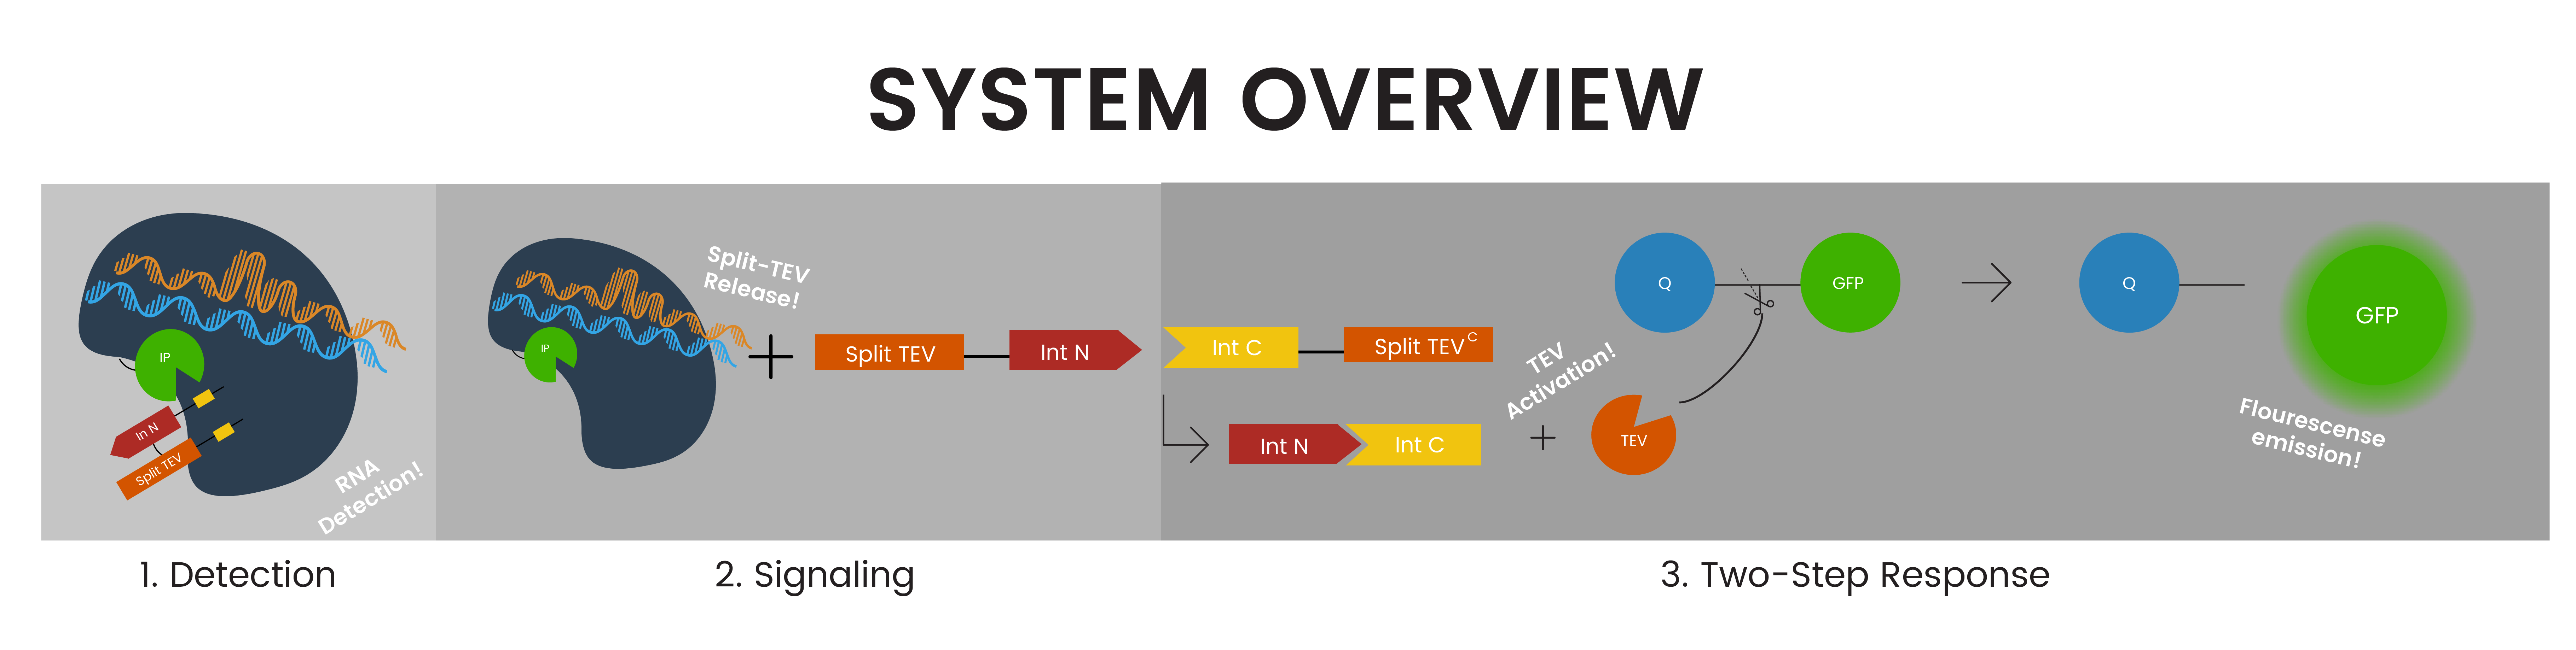 SYSTEM OVERVIEW
IP
In N
Split TEV
RNA
Detection!
IP
Split-TEV
Release!
Split TEV
Int N
Int C
Split TEV C
Int N
Int C
TEV
Activation!
TEV
Q
GFP
Q
GFP
Flourescense
emission!
1. Detection
2. Signaling
3. Two-Step Response